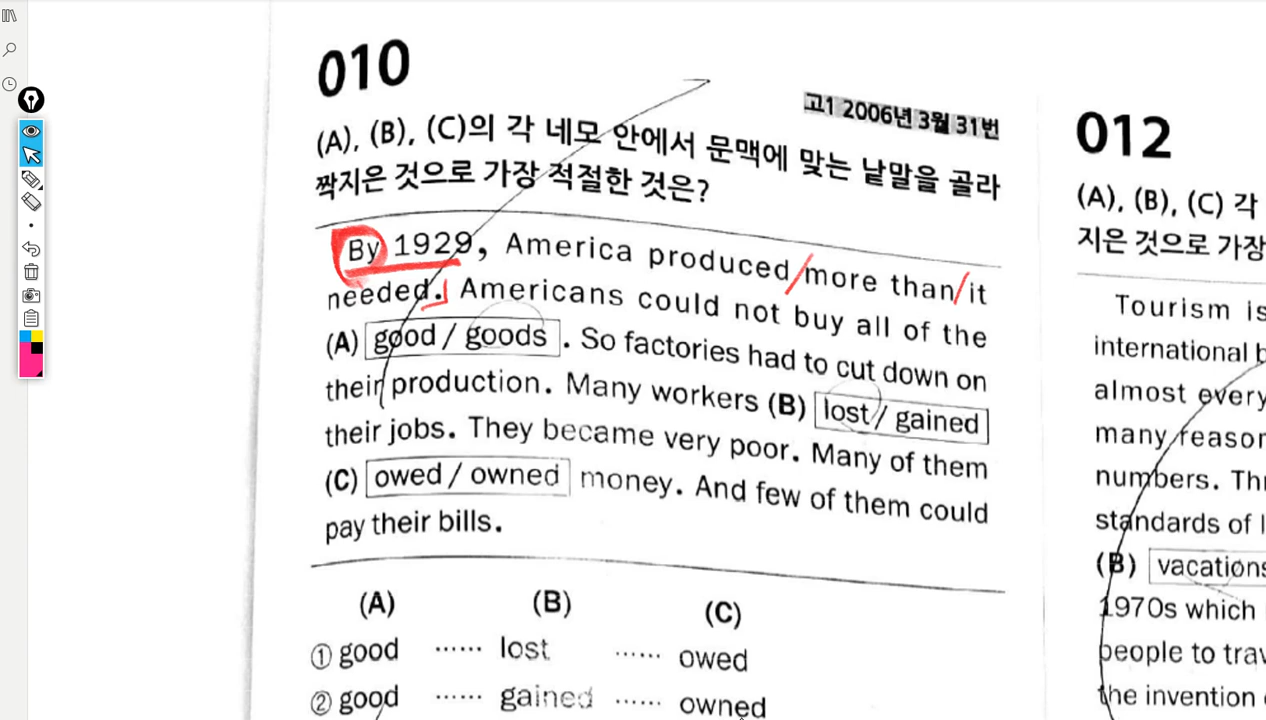 010
고1 2006년 3월 31번
(A), (B), (C)의 각 네모 안에서 문맥에 맞는 낱말을 골라
짝지은 것으로 가장 적절한 것은?
By 1929, America produced more than it
needed. Americans could not buy all of the
(A) good / goods . So factories had to cut down on
their production. Many workers (B) lost / gained
their jobs. They became very poor. Many of them
(C) owed / owned money. And few of them could
pay their bills.
(A) (B) (C)
① good ...... lost ...... owed
② good ...... gained ...... owned
012
(A), (B), (C) 각
지은 것으로 가장
Tourism is
international
almost every
many reason
numbers.
standards of
(B) vacations
1970s which
people to
the invention